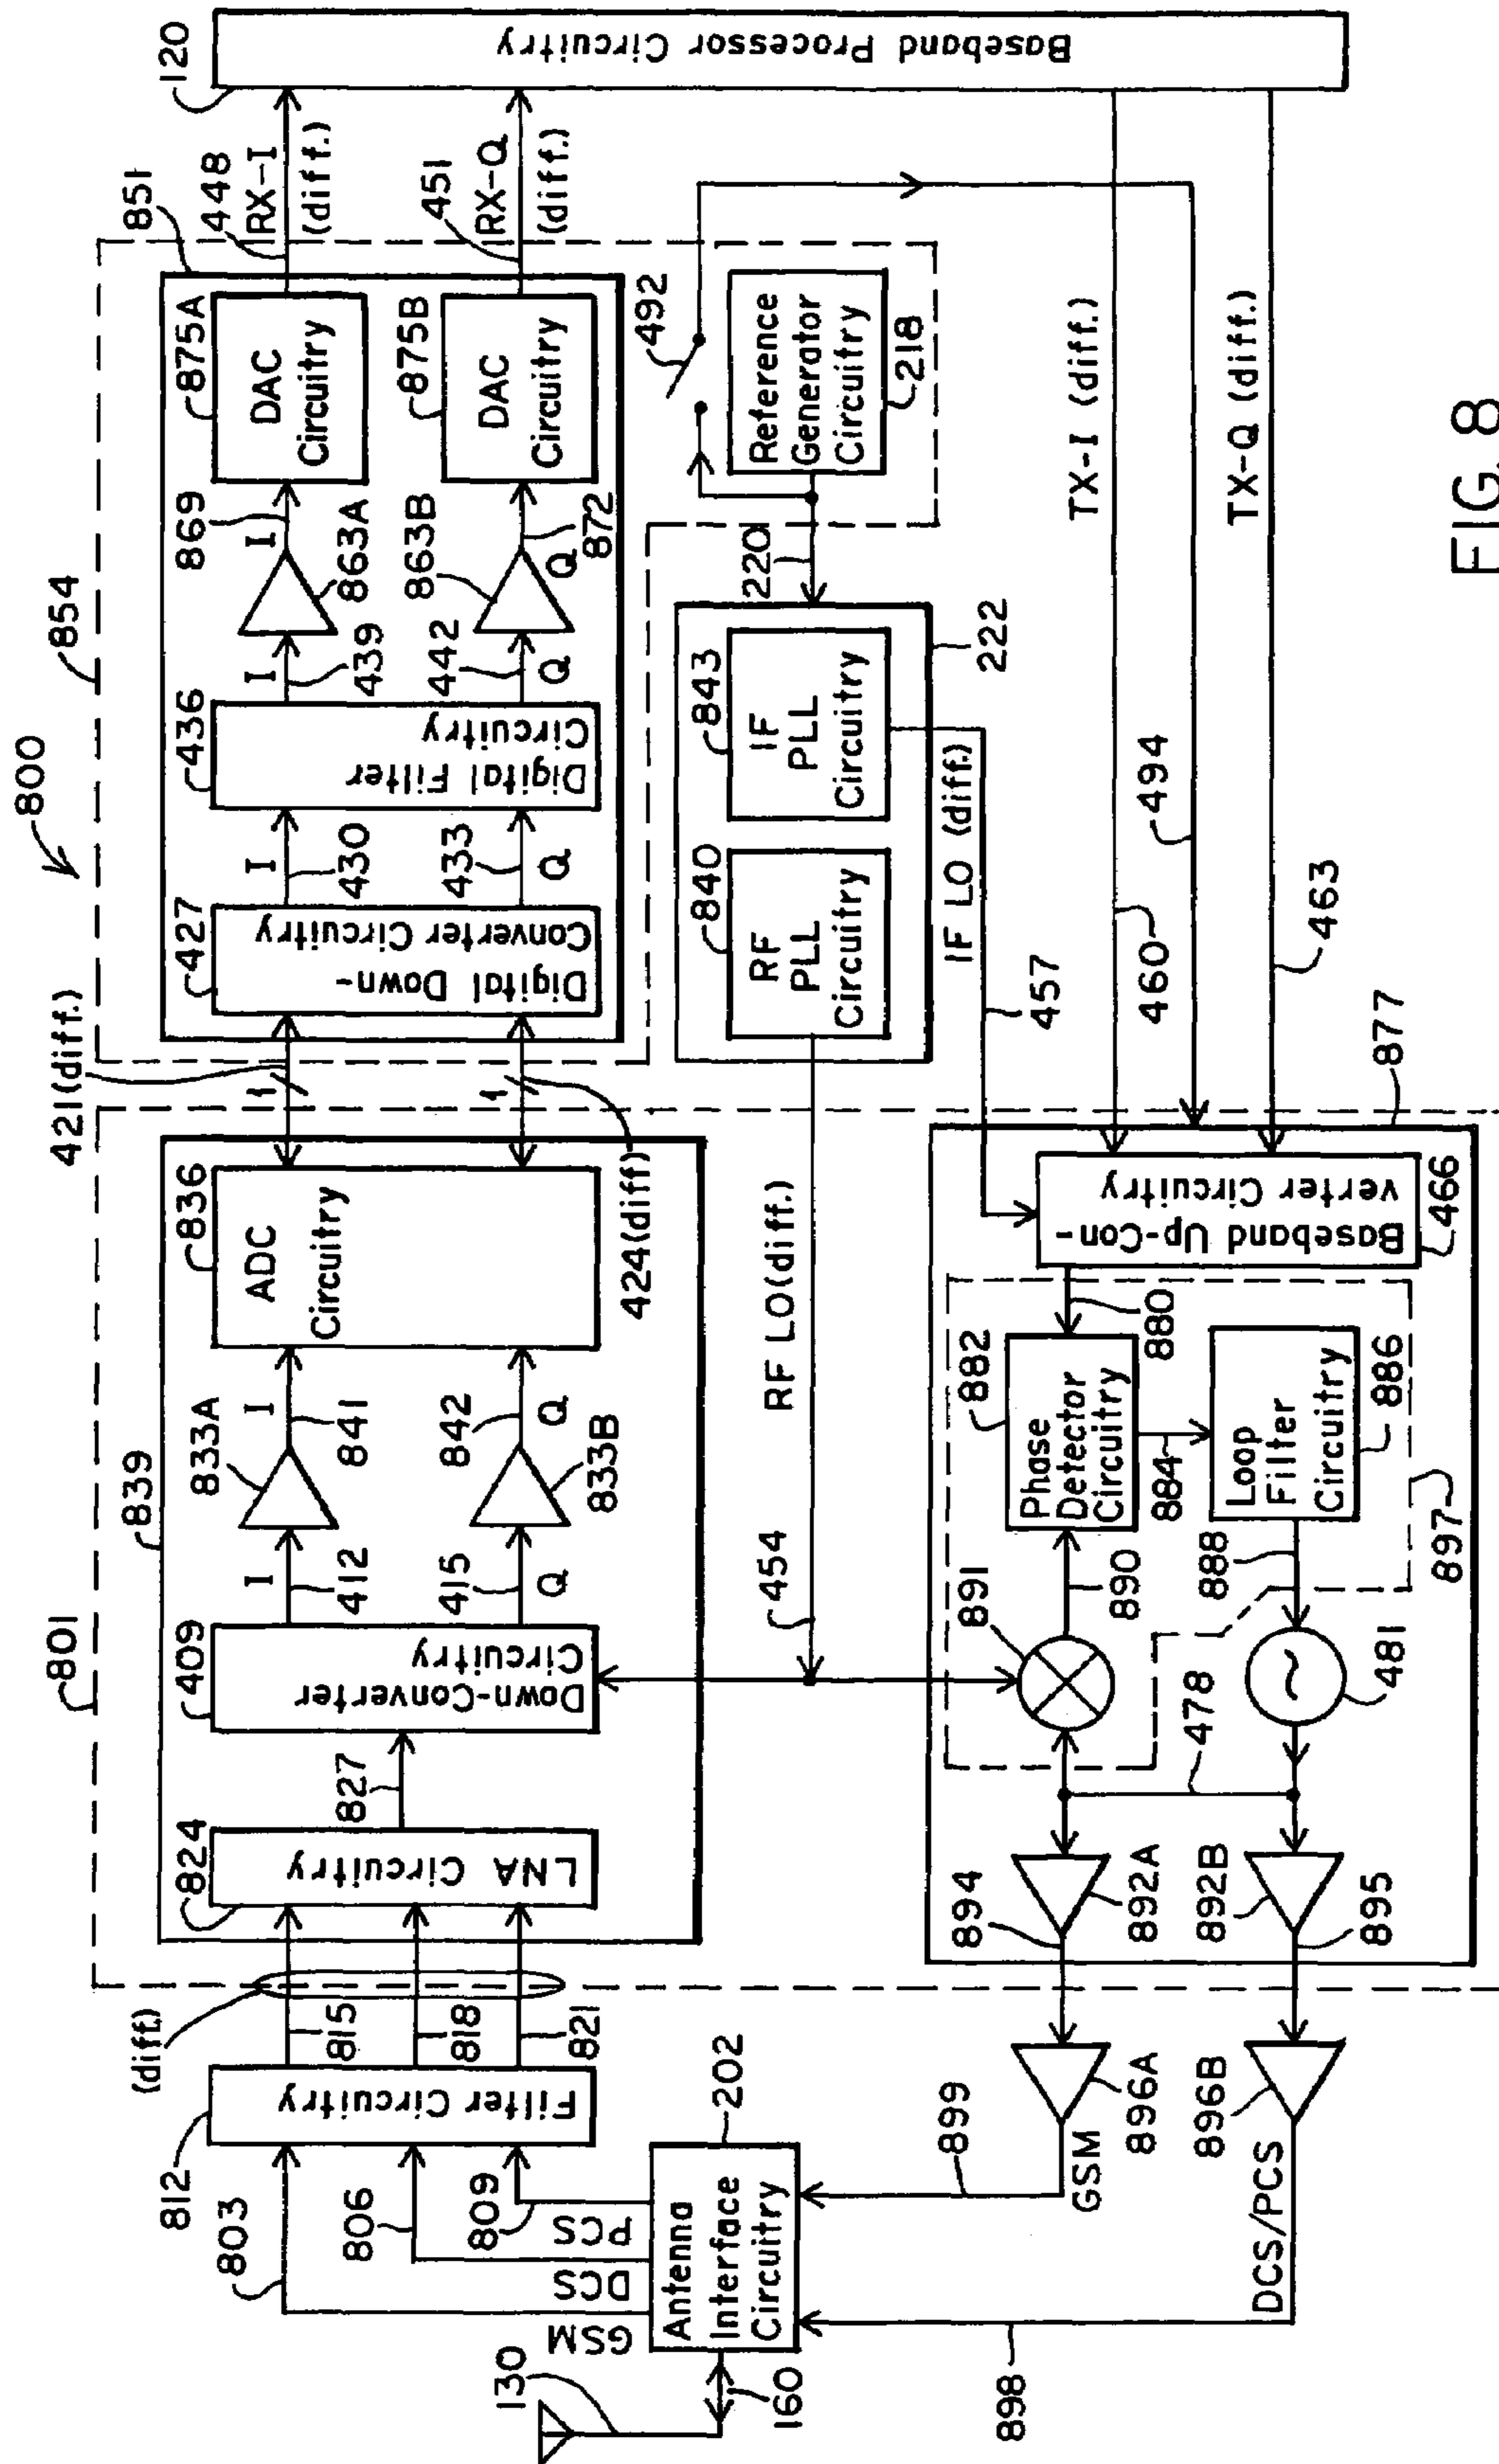 FIG. 8
800
801
854
839
851
120
Baseband Processor Circuitry
130
160
202
Antenna
Interface
Circuitry
GSM
DCS
PCS
803
806
809
812
Filter Circuitry
(diff.)
815
818
821
824
LNA Circuitry
827
409
Down-Converter
Circuitry
I
412
415
Q
833A
I
841
842
Q
833B
836
ADC
Circuitry
421(diff.)
1
1
424(diff)
427
Digital Down-
Converter Circuitry
I
430
433
Q
436
Digital Filter
Circuitry
I
439
442
Q
863A
863B
869
I
Q
872
875A
DAC
Circuitry
875B
DAC
Circuitry
448
RX-I
(diff.)
451
RX-Q
(diff.)
492
Reference
Generator
Circuitry
218
220
222
840
RF
PLL
Circuitry
843
IF
PLL
Circuitry
RF LO(diff.)
454
IF LO (diff.)
457
TX-I (diff.)
460
494
TX-Q (diff.)
463
877
Baseband Up-Con-
verter Circuitry
466
880
882
Phase
Detector
Circuitry
884
Loop
Filter
Circuitry
886
888
890
891
897
481
478
892A
892B
894
895
896A
896B
899
GSM
DCS/PCS
898